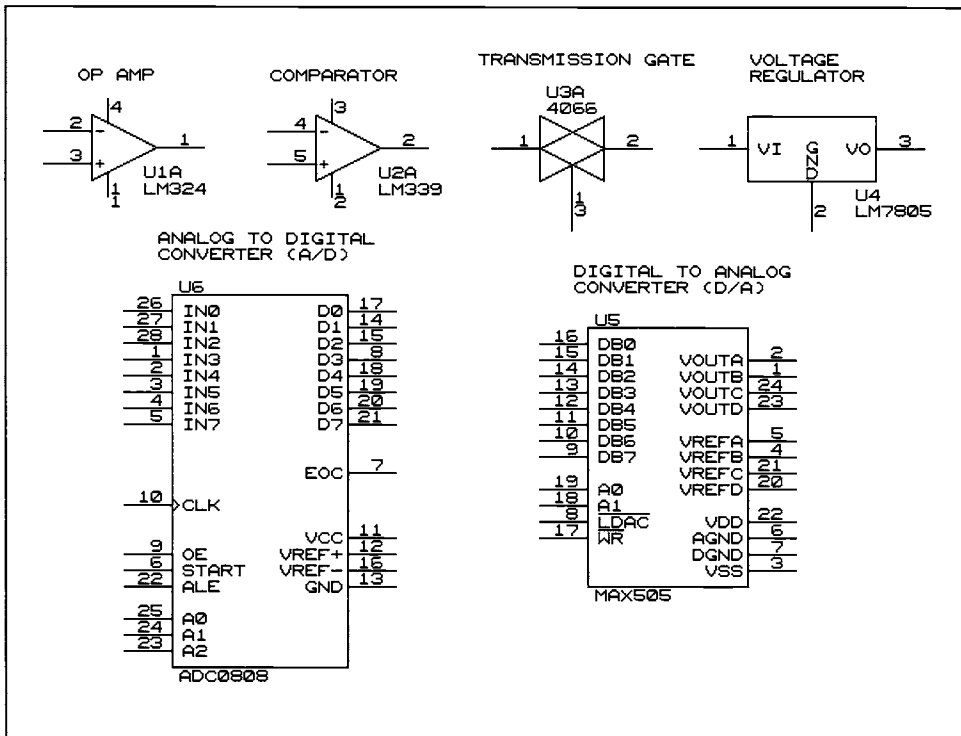 OP AMP
4
2
-
1
3
+
U1A
LM324
11
COMPARATOR
3
4
-
2
5
+
U2A
LM339
12
TRANSMISSION GATE
U3A
4066
1
2
13
VOLTAGE
REGULATOR
1
VI
GND
VO
3
U4
LM7805
2
ANALOG TO DIGITAL
CONVERTER (A/D)
U6
26 IN0 D0 17
27 IN1 D1 14
28 IN2 D2 15
1 IN3 D3 8
2 IN4 D4 18
3 IN5 D5 19
4 IN6 D6 20
5 IN7 D7 21
EOC 7
10 CLK
VCC 11
9 OE VREF+ 12
6 START VREF- 16
22 ALE GND 13
25 A0
24 A1
23 A2
ADC0808
DIGITAL TO ANALOG
CONVERTER (D/A)
U5
16 DB0
15 DB1 VOUTA 2
14 DB2 VOUTB 1
13 DB3 VOUTC 24
12 DB4 VOUTD 23
11 DB5
10 DB6 VREFA 5
9 DB7 VREFB 4
VREFC 21
19 A0 VREFD 20
18 A1
8 LDAC VDD 22
17 WR AGND 6
DGND 7
VSS 3
MAX505